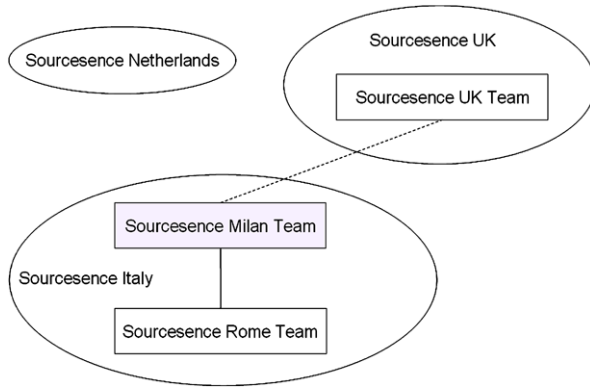 Sourcesence UK
Sourcesence Netherlands
Sourcesence UK Team
Sourcesence Milan Team
Sourcesence Italy
Sourcesence Rome Team